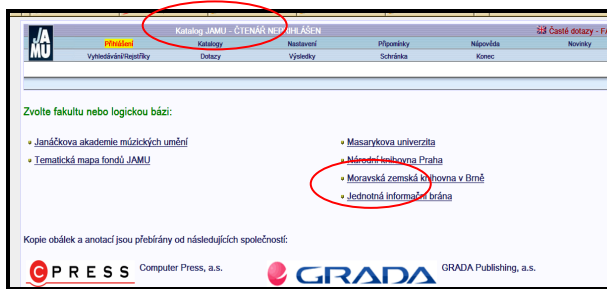 Katalog JAMU - ČTENÁŘ NEPŘIHLÁŠEN
Časté dotazy - FA
JAMU
Přihlášení Katalogy Nastavení Připomínky Nápověda Novinky
Vyhledávání/Rejstříky Dotazy Výsledky Schránka Konec
Zvolte fakultu nebo logickou bázi:
Janáčkova akademie múzických umění
Masarykova univerzita
Tematická mapa fondů JAMU
Národní knihovna Praha
Moravská zemská knihovna v Brně
Jednotná informační brána
Kopie obálek a anotací jsou přebírány od následujících společností:
CPRESS Computer Press, a.s. GRADA GRADA Publishing, a.s.